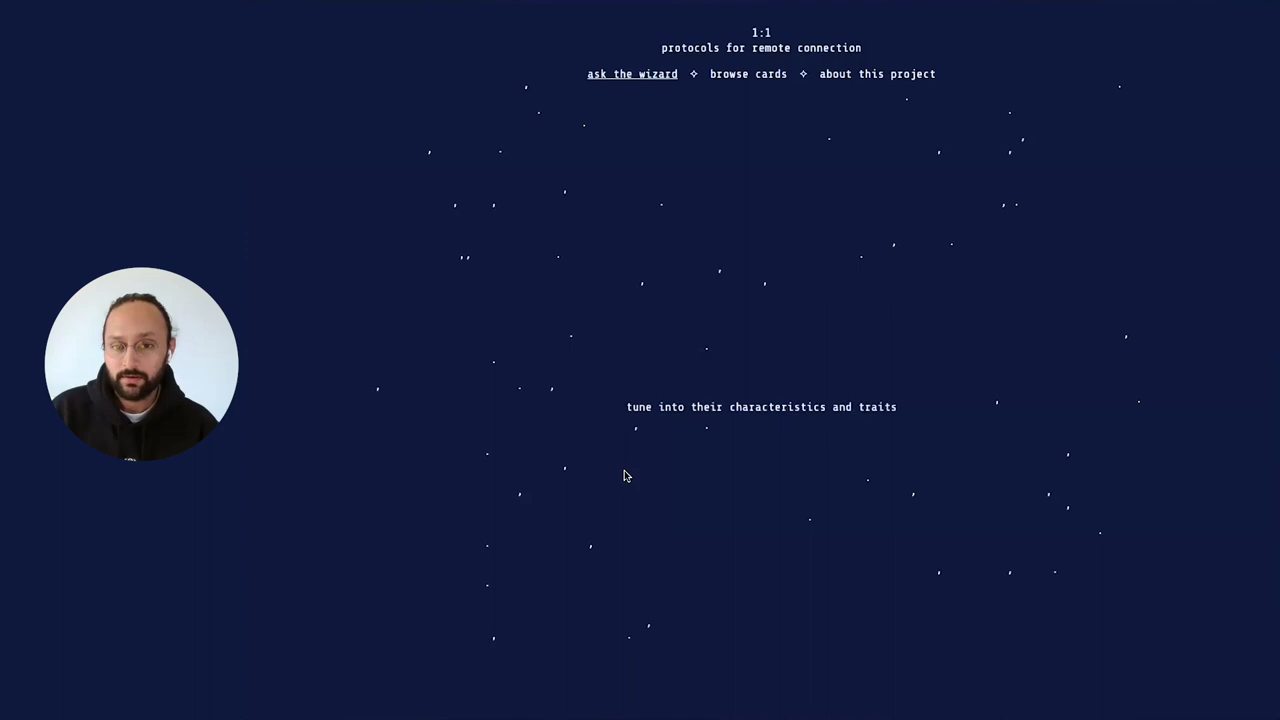 1:1
protocols for remote connection
ask the wizard ✧ browse cards ✧ about this project
tune into their characteristics and traits